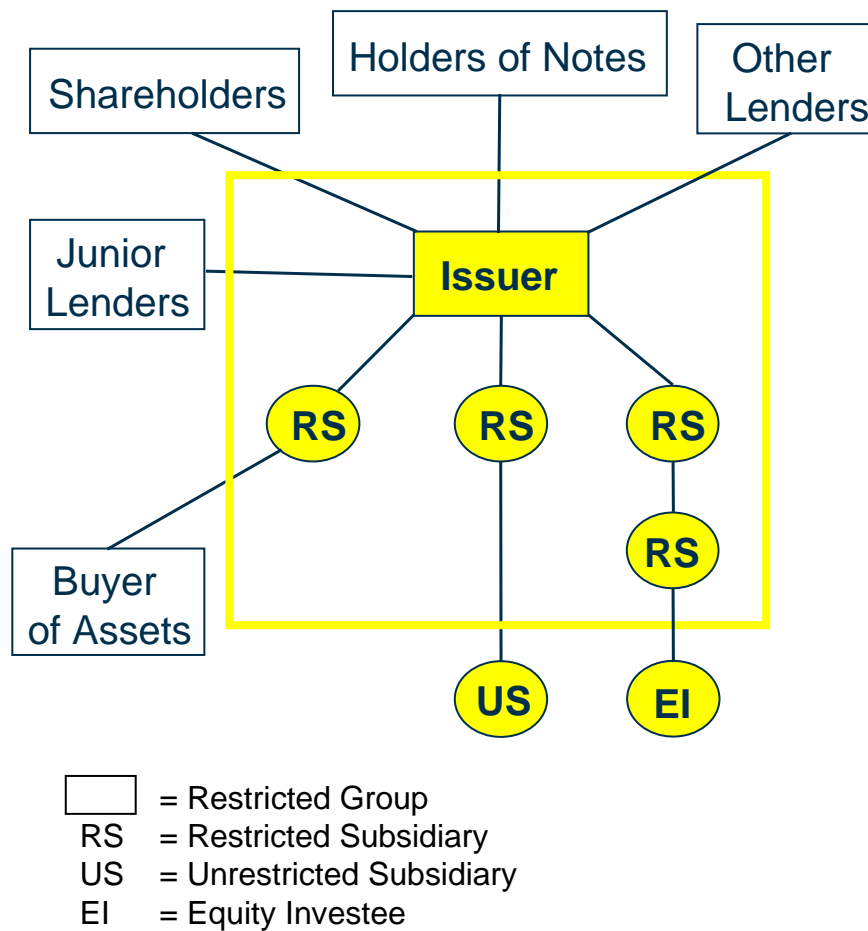 Holders of Notes
Other
Lenders
Shareholders
Junior
Lenders
Issuer
RS
RS
RS
RS
Buyer
of Assets
US
EI
= Restricted Group
RS = Restricted Subsidiary
US = Unrestricted Subsidiary
EI = Equity Investee